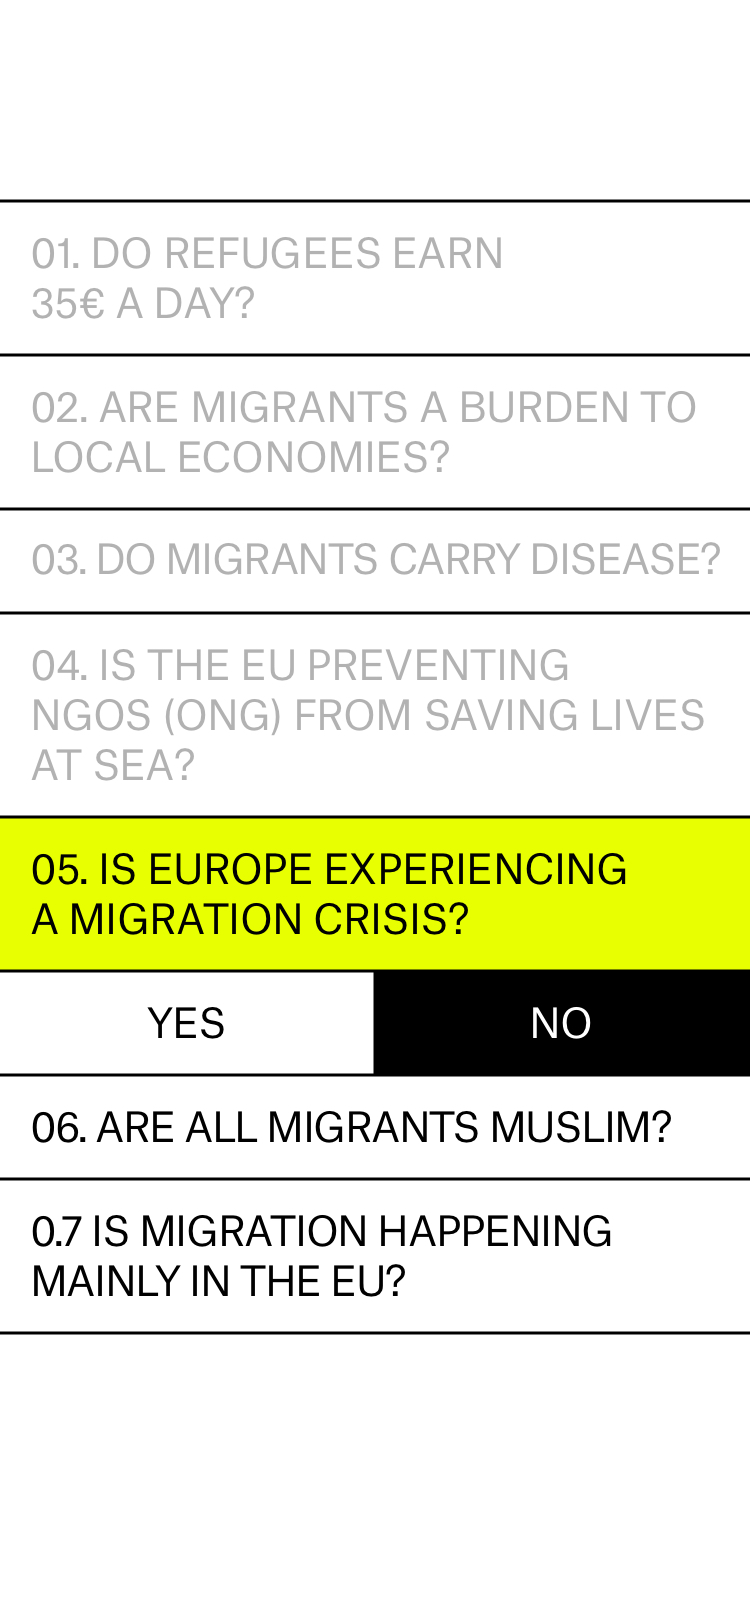 01. DO REFUGEES EARN
35€ A DAY?
02. ARE MIGRANTS A BURDEN TO
LOCAL ECONOMIES?
03. DO MIGRANTS CARRY DISEASE?
04. IS THE EU PREVENTING
NGOS (ONG) FROM SAVING LIVES
AT SEA?
05. IS EUROPE EXPERIENCING
A MIGRATION CRISIS?
YES
NO
06. ARE ALL MIGRANTS MUSLIM?
0.7 IS MIGRATION HAPPENING
MAINLY IN THE EU?